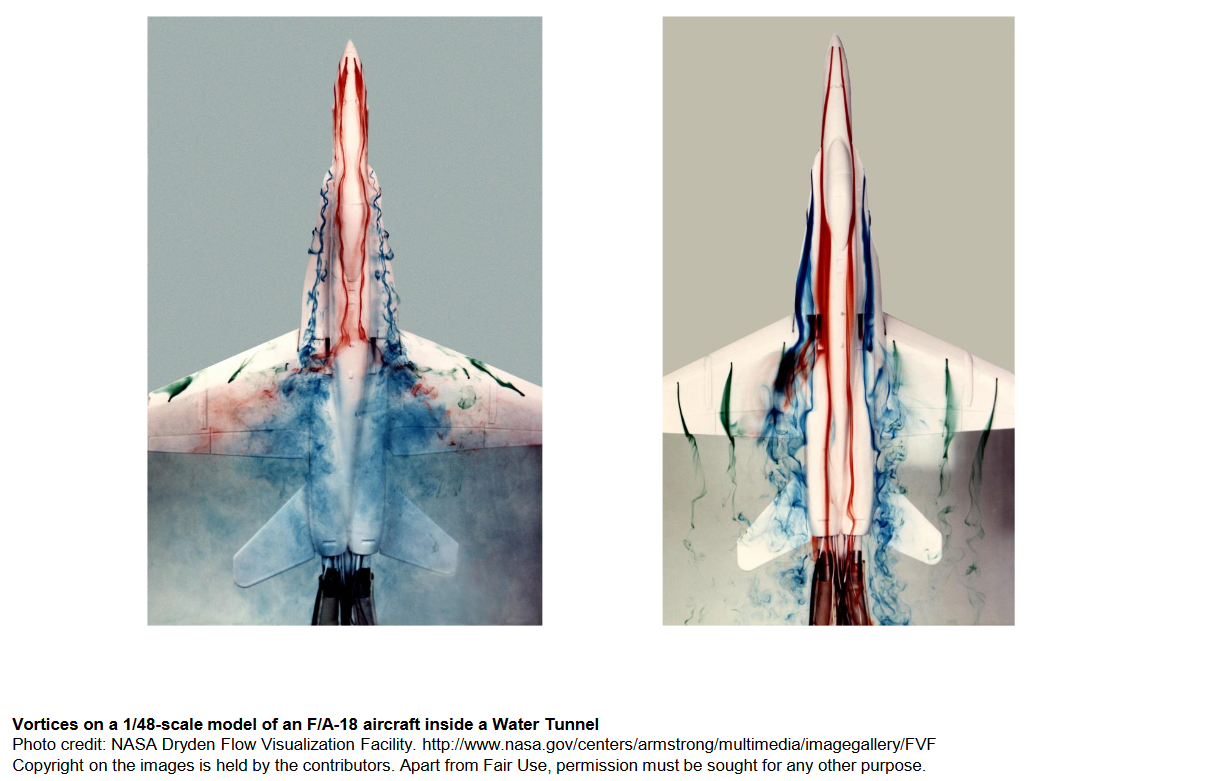 Vortices on a 1/48-scale model of an F/A-18 aircraft inside a Water Tunnel
Photo credit: NASA Dryden Flow Visualization Facility. http://www.nasa.gov/centers/armstrong/multimedia/imagegallery/FVF
Copyright on the images is held by the contributors. Apart from Fair Use, permission must be sought for any other purpose.